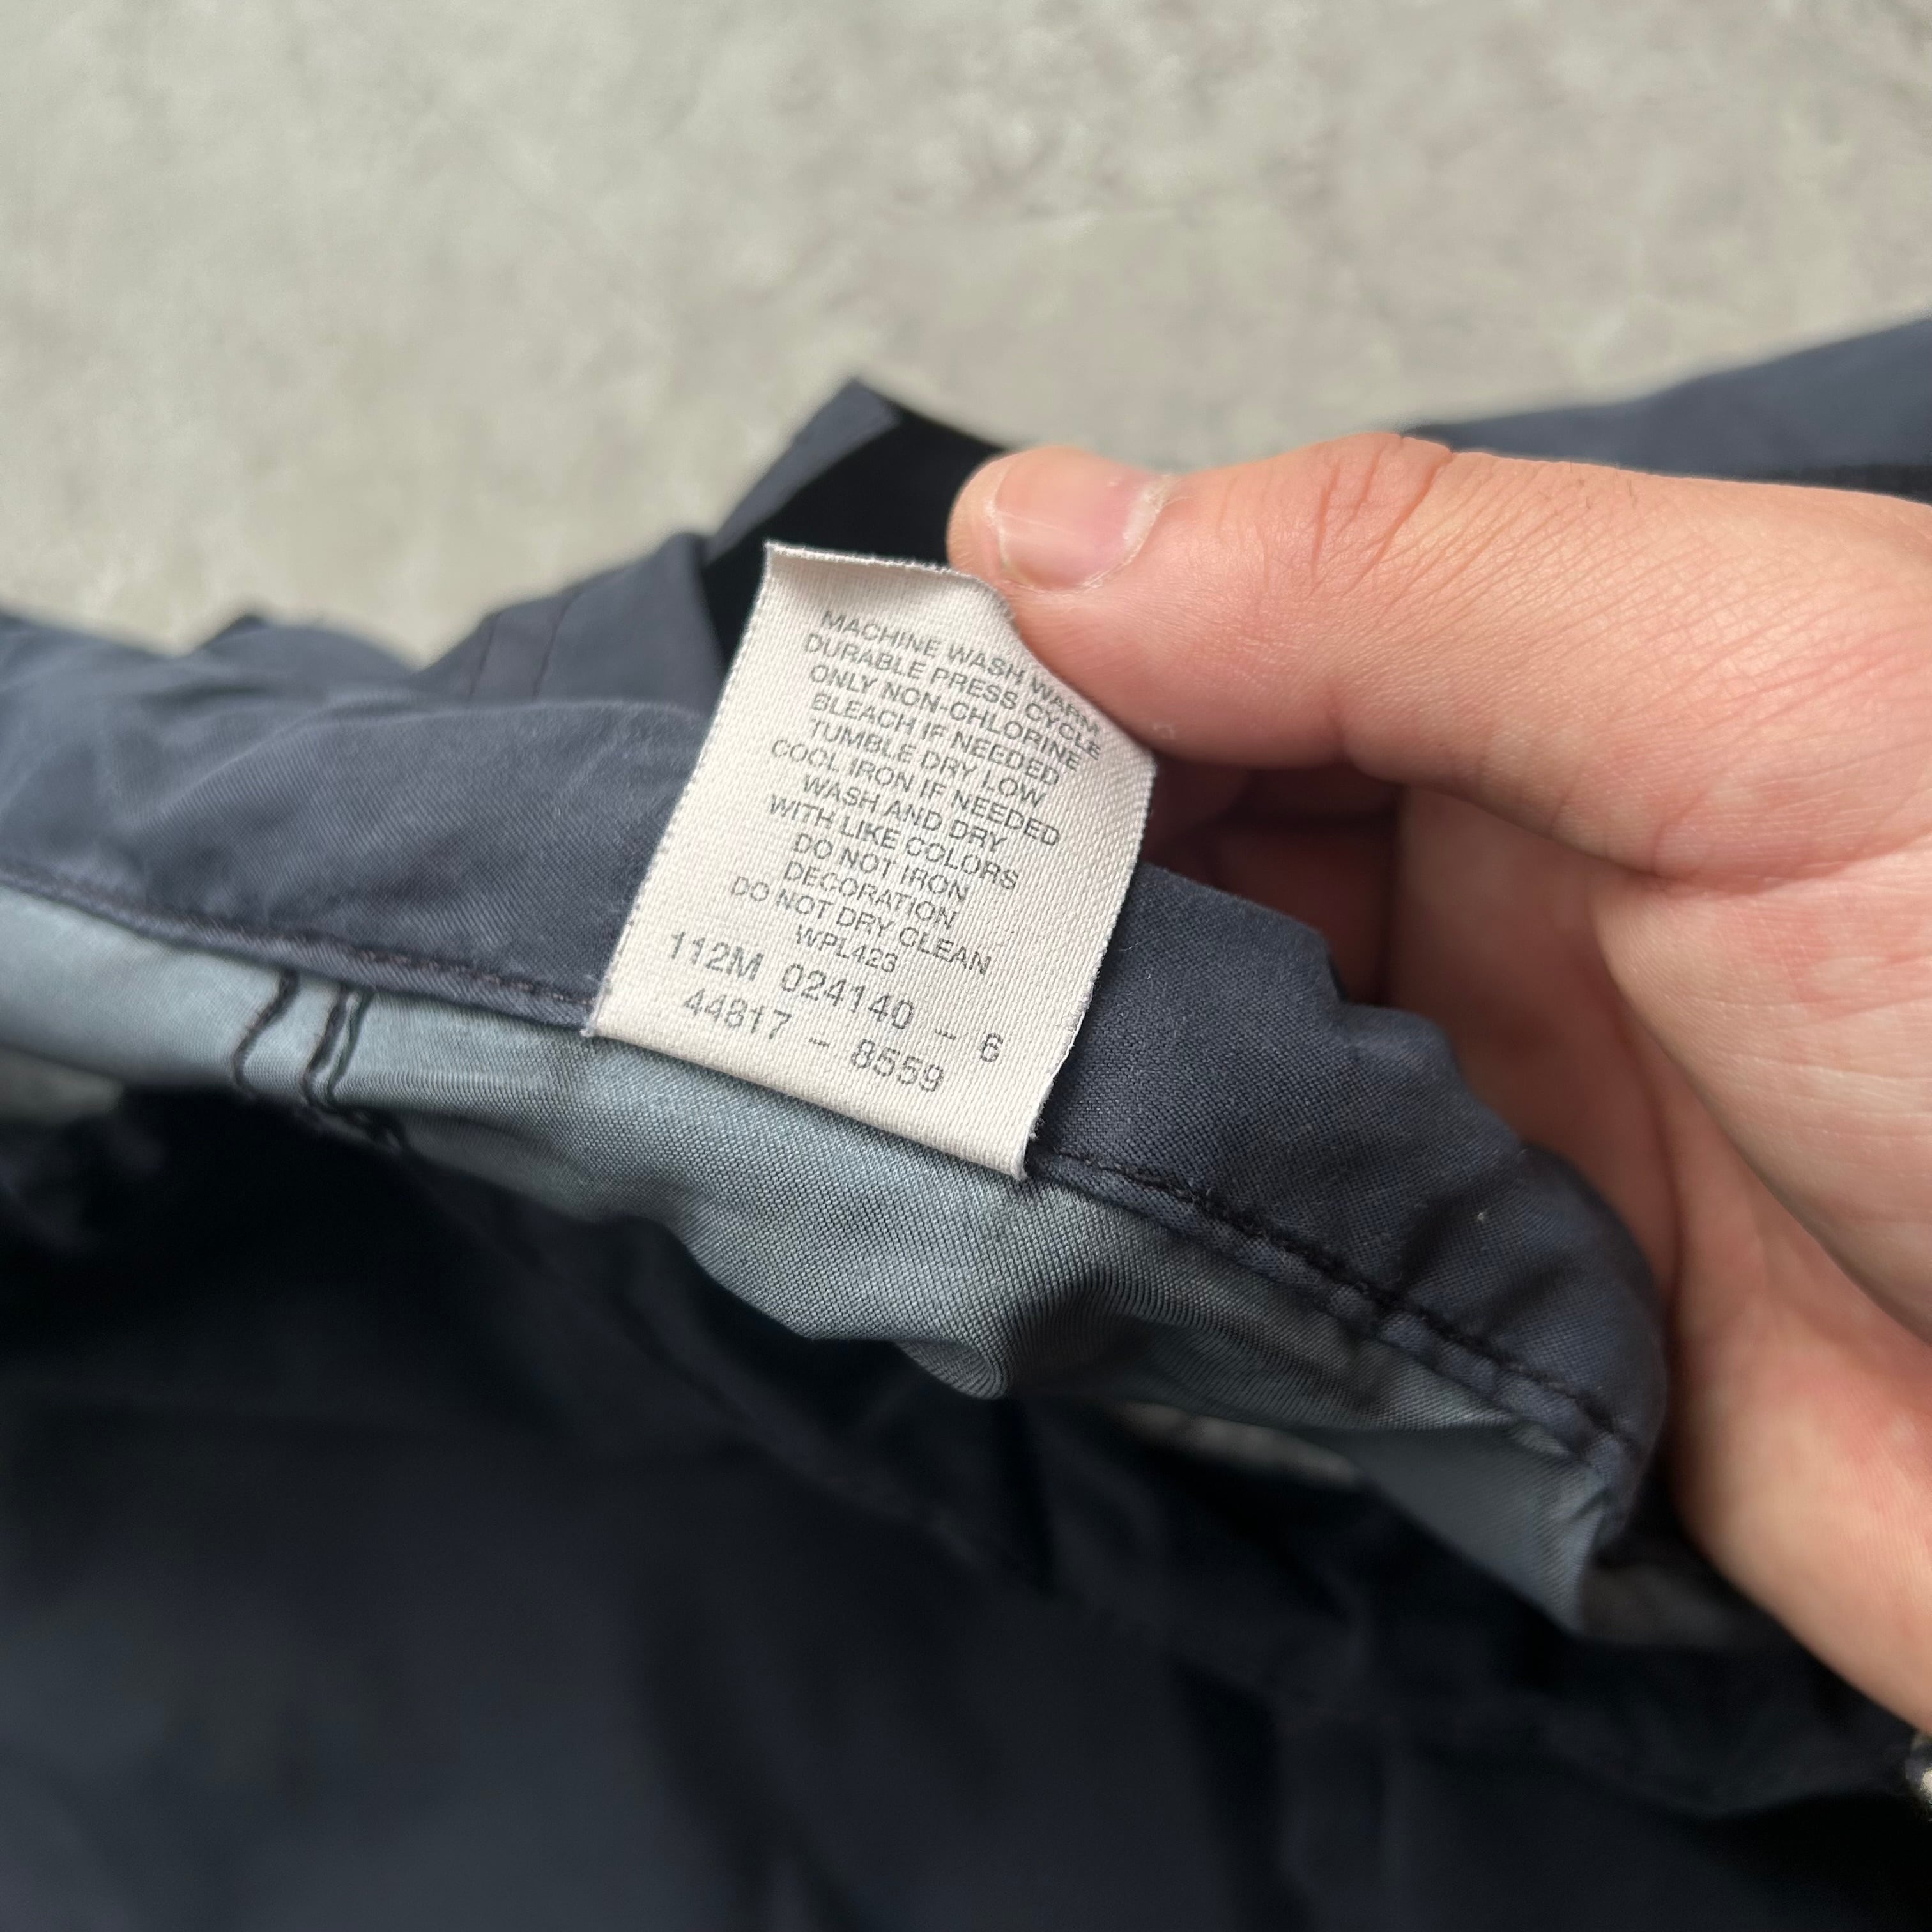 MACHINE WASH WARM
DURABLE PRESS CYCLE
ONLY NON-CHLORINE
BLEACH IF NEEDED
TUMBLE DRY LOW
COOL IRON IF NEEDED
WASH AND DRY
WITH LIKE COLORS
DO NOT IRON
DECORATION
DO NOT DRY CLEAN
WPL423
112M 024140 - 6
44817 - 8559